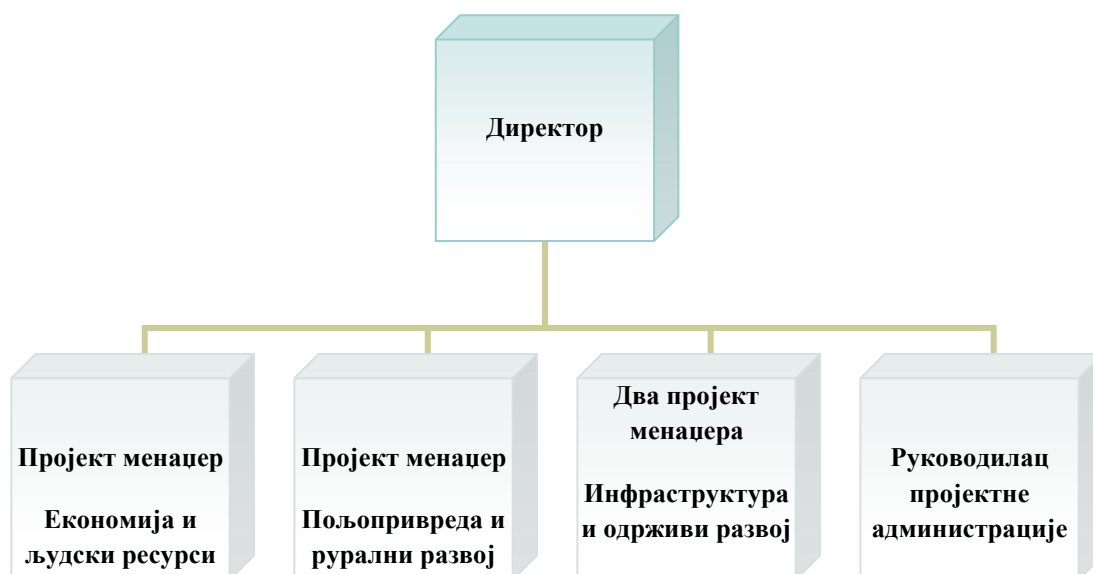 Директор
Пројект менаџер
Економија и
људски ресурси
Пројект менаџер
Пољопривреда и
рурални развој
Два пројект
менаџера
Инфраструктура
и одрживи развој
Руководилац
пројектне
администрације